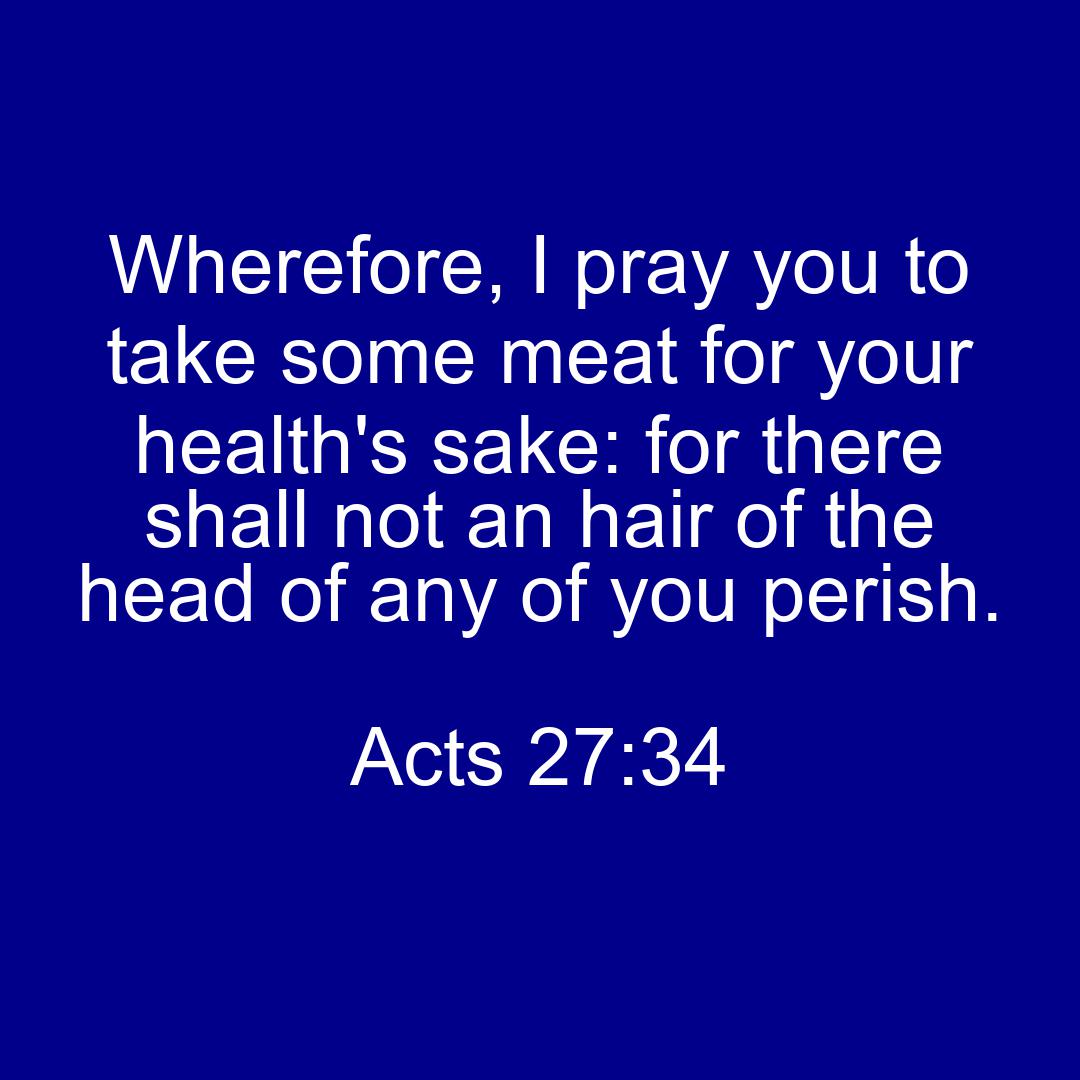 Wherefore, I pray you to
take some meat for your
health's sake: for there
shall not an hair of the
head of any of you perish.
Acts 27:34